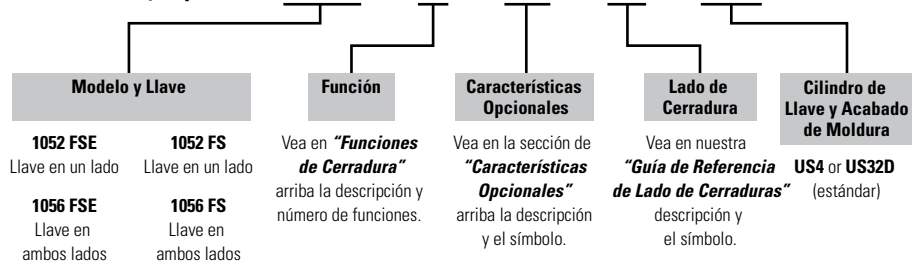 Modelo y Llave
1052 FSE
Llave en un lado
1052 FS
Llave en un lado
1056 FSE
Llave en
ambos lados
1056 FS
Llave en
ambos lados
Función
Vea en "Funciones
de Cerradura"
arriba la descripción y
número de funciones.
Características
Opcionales
Vea en la sección de
"Características
Opcionales"
arriba la descripción
y el símbolo.
Lado de
Cerradura
Vea en nuestra
"Guía de Referencia
de Lado de Cerraduras"
descripción y
el símbolo.
Cilindro de
Llave y Acabado
de Moldura
US4 or US32D
(estándar)